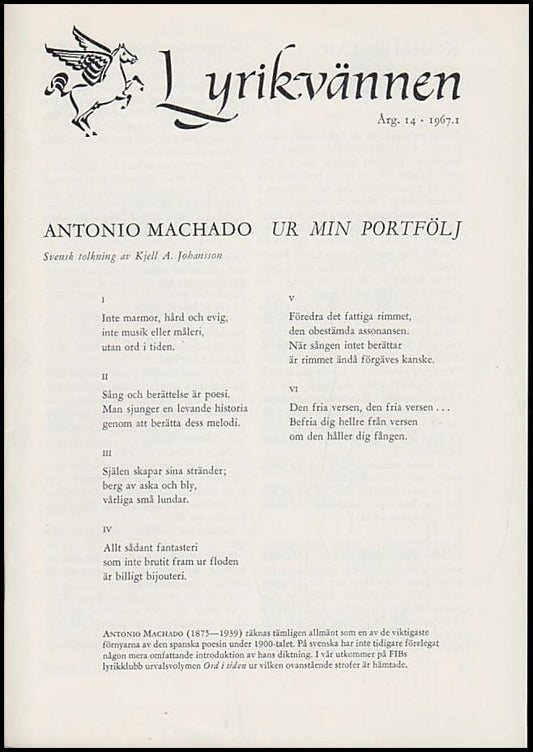 Lyrikvännen
Årg. 14 · 1967.1
ANTONIO MACHADO UR MIN PORTFÖLJ
Svensk tolkning av Kjell A. Johansson
I
Inte marmor, hård och evig,
inte musik eller måleri,
utan ord i tiden.
II
Sång och berättelse är poesi.
Man sjunger en levande historia
genom att berätta dess melodi.
III
Själen skapar sina stränder;
berg av aska och bly,
vårliga små lundar.
IV
Allt sådant fantasteri
som inte brutit fram ur floden
är billigt bijouteri.
V
Föredra det fattiga rimmet,
den obestämda assonansen.
När sången intet berättar
är rimmet ändå förgäves kanske.
VI
Den fria versen, den fria versen ...
Befria dig hellre från versen
om den håller dig fången.
ANTONIO MACHADO (1875—1939) räknas tämligen allmänt som en av de viktigaste
förnyarna av den spanska poesin under 1900-talet. På svenska har inte tidigare förelegat
någon mera omfattande introduktion av hans diktning. I vår utkommer på FIBs
lyrikklubb urvalsvolymen Ord i tiden ur vilken ovanstående strofer är hämtade.